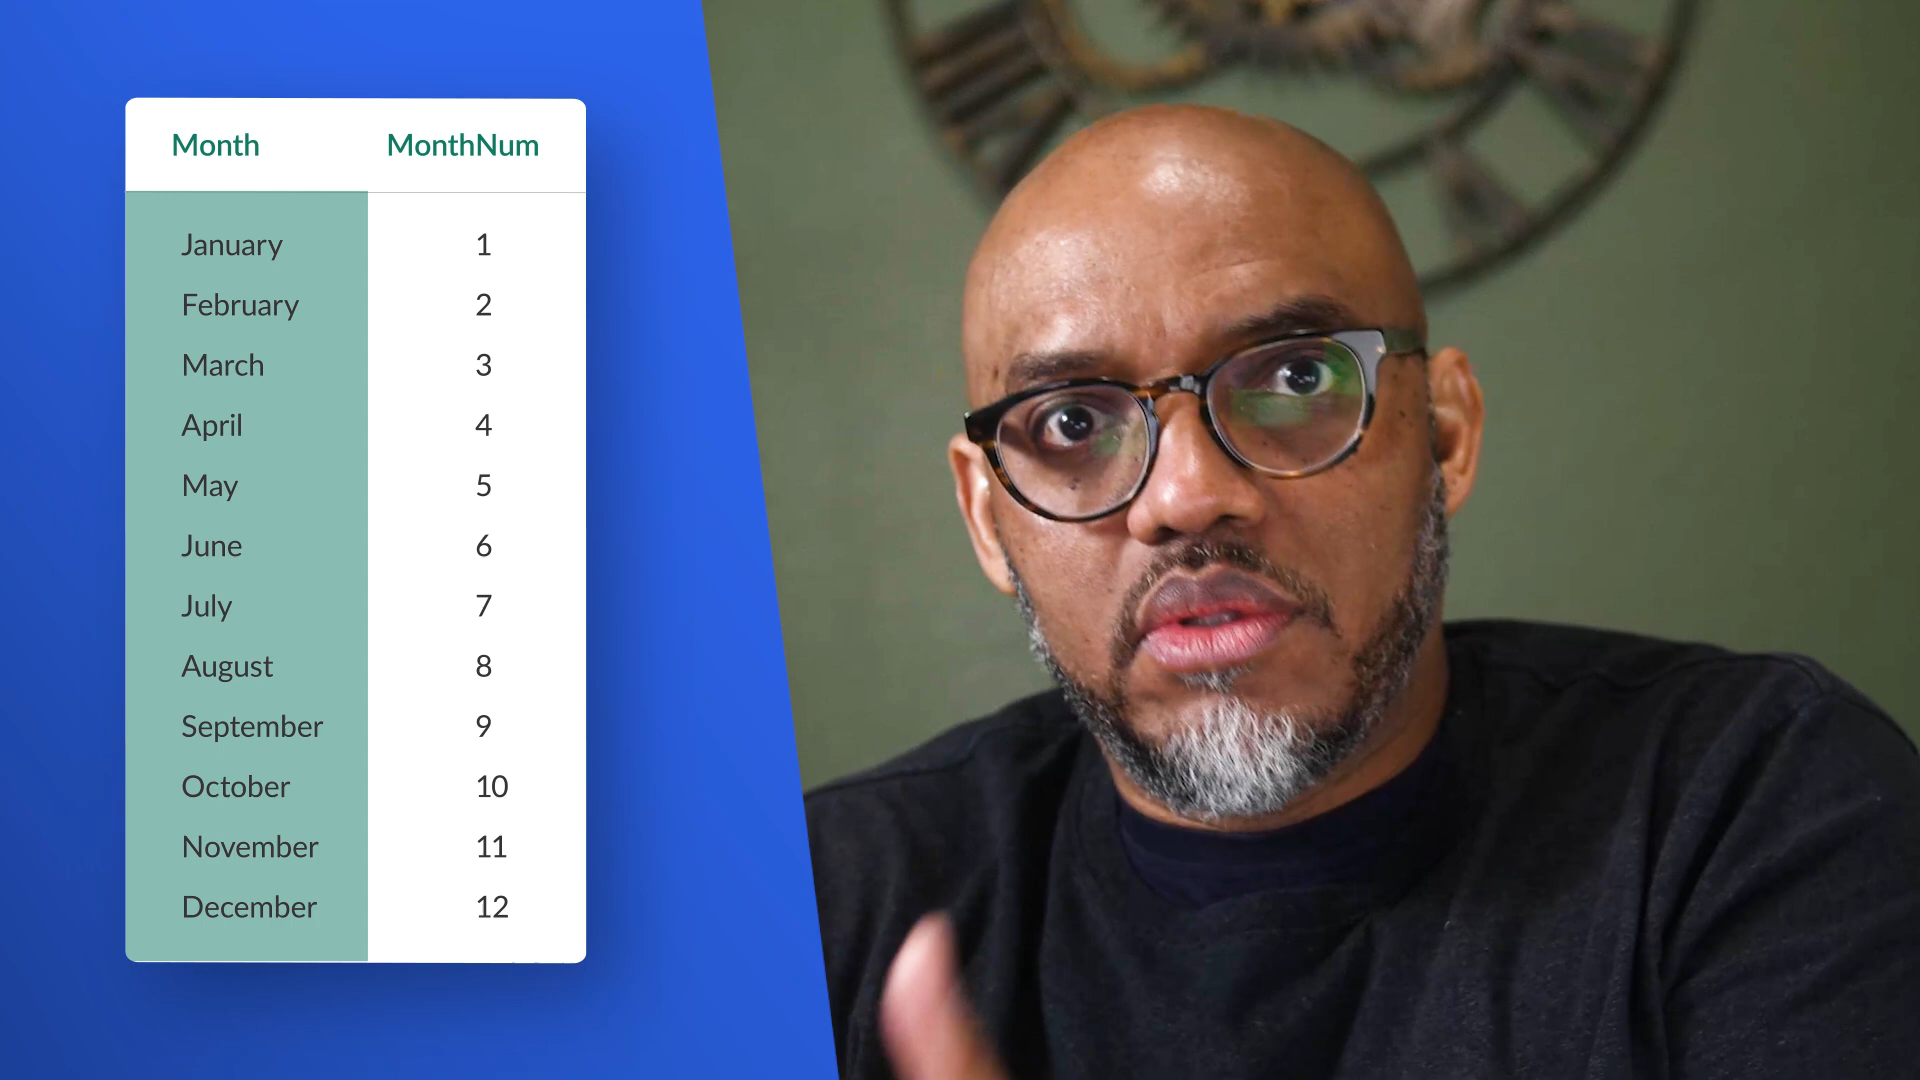 Month MonthNum
January 1
February 2
March 3
April 4
May 5
June 6
July 7
August 8
September 9
October 10
November 11
December 12